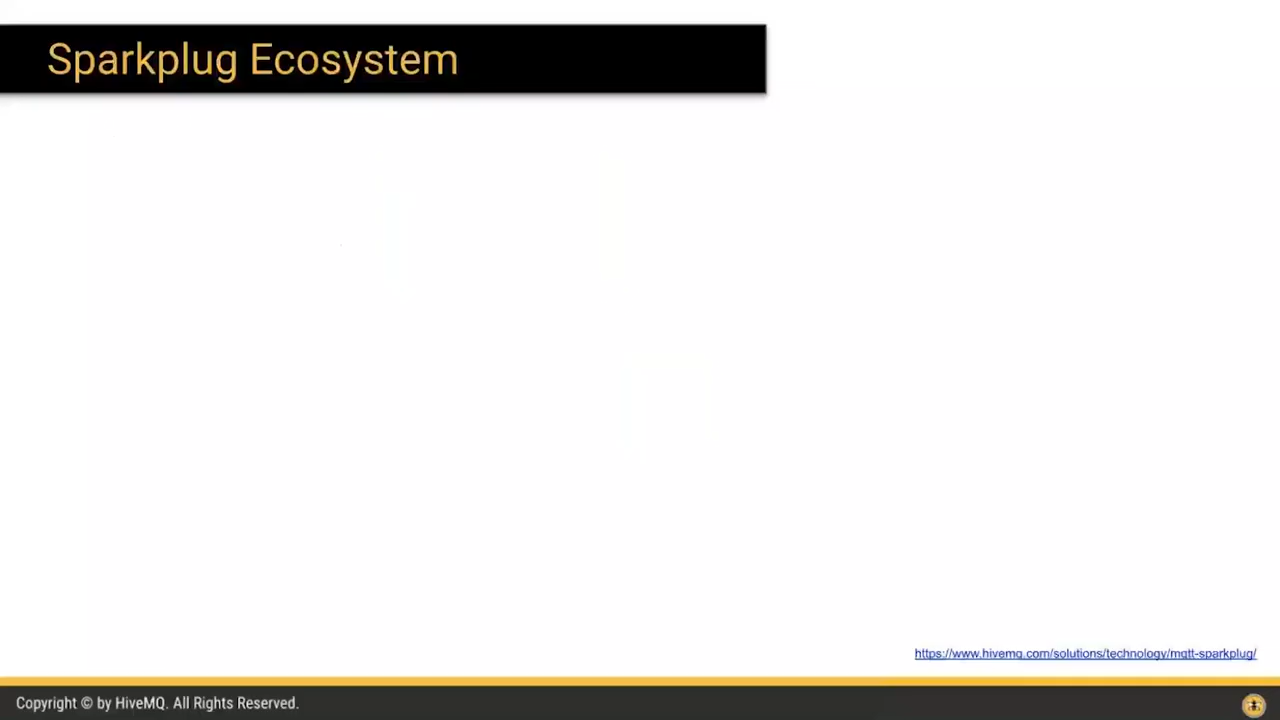 Sparkplug Ecosystem
https://www.hivemq.com/solutions/technology/mqtt-sparkplug/
Copyright © by HiveMQ. All Rights Reserved.